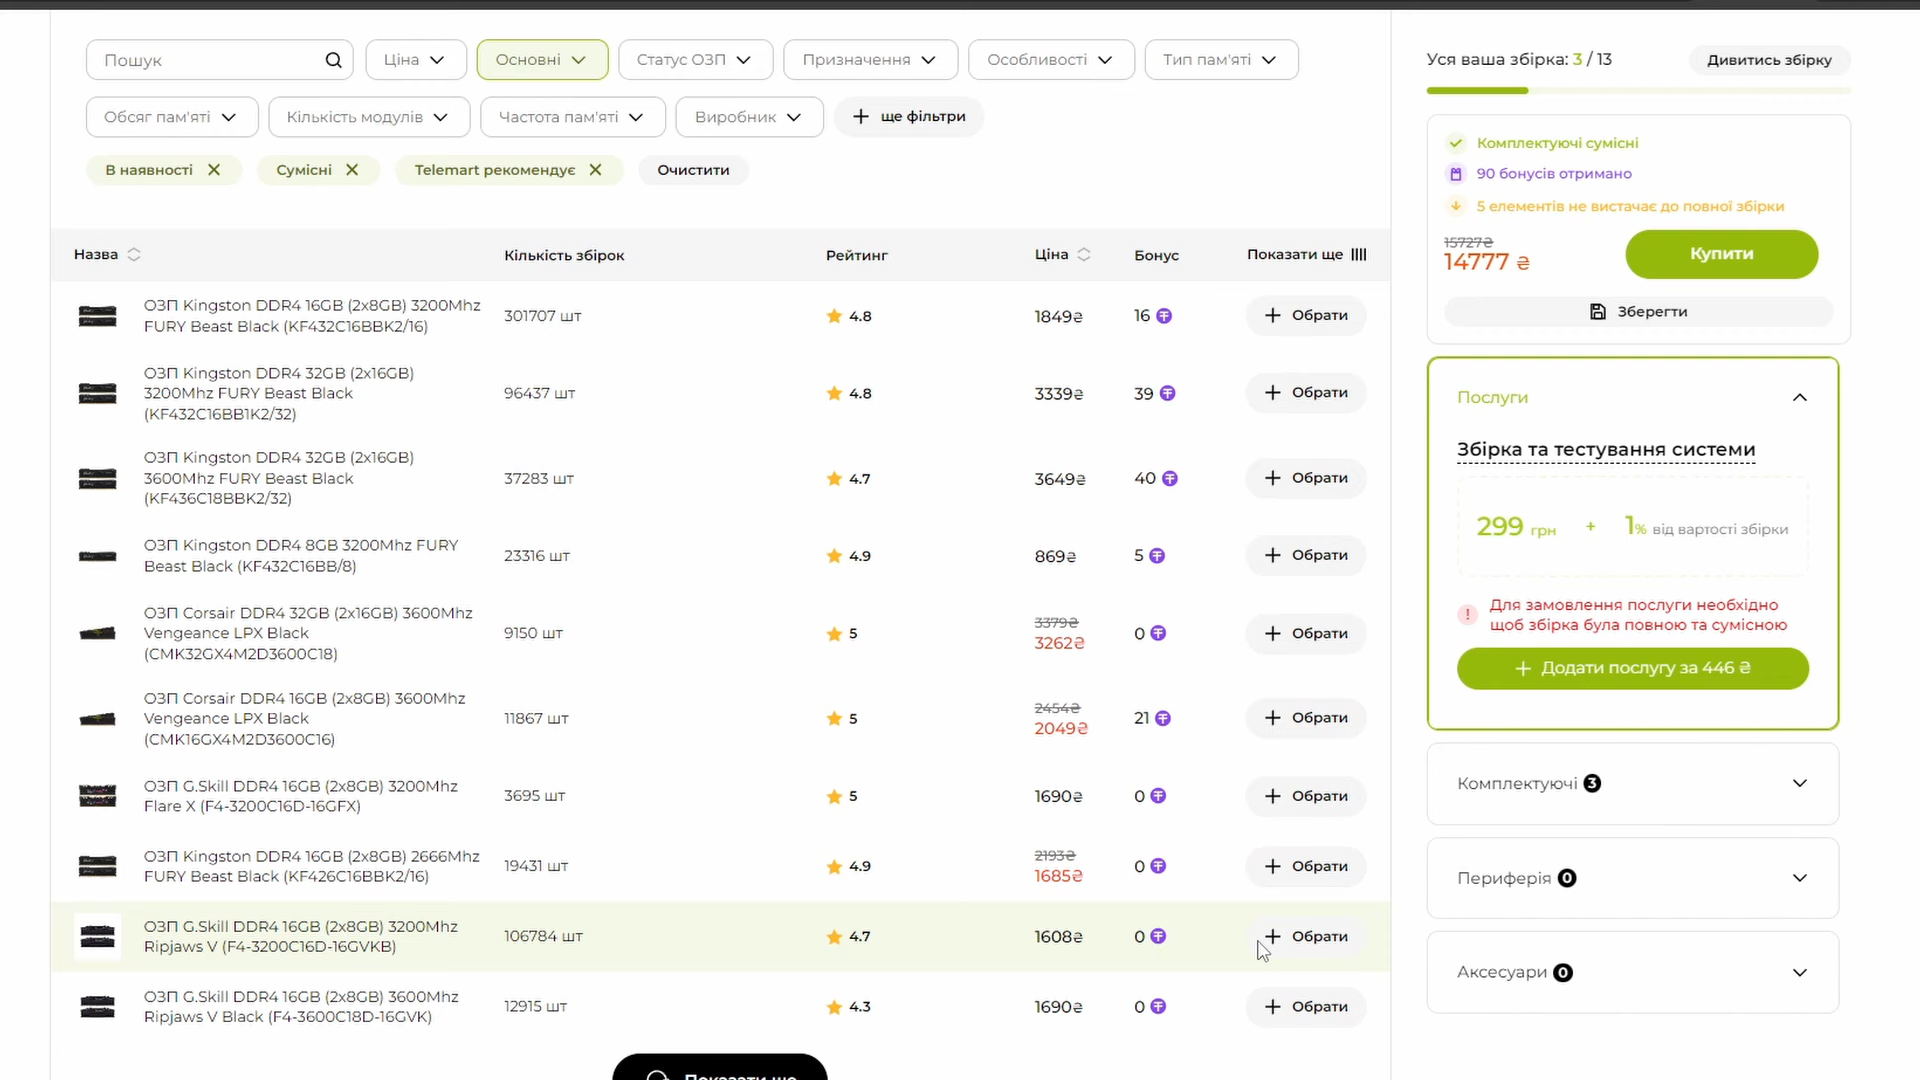 Пошук
Ціна
Основні
Статус ОЗП
Призначення
Особливості
Тип пам'яті
Обсяг пам'яті
Кількість модулів
Частота пам'яті
Виробник
ще фільтри
В наявності
Сумісні
Telemart рекомендує
Очистити
Назва
Кількість збірок
Рейтинг
Ціна
Бонус
Показати ще
ОЗП Kingston DDR4 16GB (2x8GB) 3200Mhz
FURY Beast Black (KF432C16BBK2/16)
301707 шт
4.8
1849₴
16
Обрати
ОЗП Kingston DDR4 32GB (2x16GB)
3200Mhz FURY Beast Black
(KF432C16BB1K2/32)
96437 шт
4.8
3339₴
39
Обрати
ОЗП Kingston DDR4 32GB (2x16GB)
3600Mhz FURY Beast Black
(KF436C18BBK2/32)
37283 шт
4.7
3649₴
40
Обрати
ОЗП Kingston DDR4 8GB 3200Mhz FURY
Beast Black (KF432C16BB/8)
23316 шт
4.9
869₴
5
Обрати
ОЗП Corsair DDR4 32GB (2x16GB) 3600Mhz
Vengeance LPX Black
(CMK32GX4M2D3600C18)
9150 шт
5
3379₴
3262₴
0
Обрати
ОЗП Corsair DDR4 16GB (2x8GB) 3600Mhz
Vengeance LPX Black
(CMK16GX4M2D3600C16)
11867 шт
5
2454₴
2049₴
21
Обрати
ОЗП G.Skill DDR4 16GB (2x8GB) 3200Mhz
Flare X (F4-3200C16D-16GFX)
3695 шт
5
1690₴
0
Обрати
ОЗП Kingston DDR4 16GB (2x8GB) 2666Mhz
FURY Beast Black (KF426C16BBK2/16)
19431 шт
4.9
2193₴
1685₴
0
Обрати
ОЗП G.Skill DDR4 16GB (2x8GB) 3200Mhz
Ripjaws V (F4-3200C16D-16GVKB)
106784 шт
4.7
1608₴
0
Обрати
ОЗП G.Skill DDR4 16GB (2x8GB) 3600Mhz
Ripjaws V Black (F4-3600C18D-16GVK)
12915 шт
4.3
1690₴
0
Обрати
Показати ще
Уся ваша збірка: 3 / 13
Дивитись збірку
Комплектуючі сумісні
90 бонусів отримано
5 елементів не вистачає до повної збірки
15727₴
14777 ₴
Купити
Зберегти
Послуги
Збірка та тестування системи
299 грн + 1% від вартості збірки
Для замовлення послуги необхідно
щоб збірка була повною та сумісною
Додати послугу за 446 ₴
Комплектуючі 3
Периферія 0
Аксесуари 0